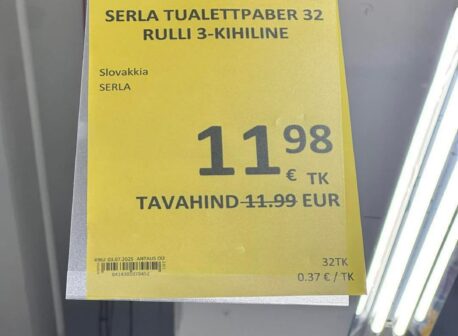 SERLA TUALETTPABER 32
RULLI 3-KIHILINE
Slovakkia
SERLA
11 98
€ TK
TAVAHIND 11.99 EUR
32TK
0.37 € / TK